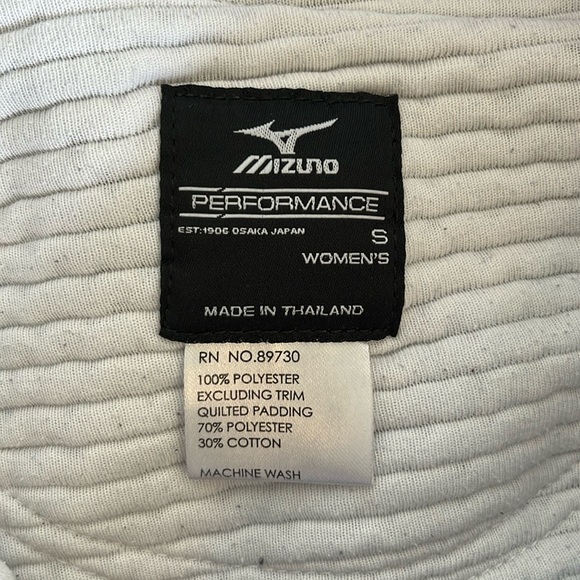 MIZUNO
PERFORMANCE
EST:1906 OSAKA JAPAN
S
WOMEN'S
MADE IN THAILAND
RN NO.89730
100% POLYESTER
EXCLUDING TRIM
QUILTED PADDING
70% POLYESTER
30% COTTON
MACHINE WASH